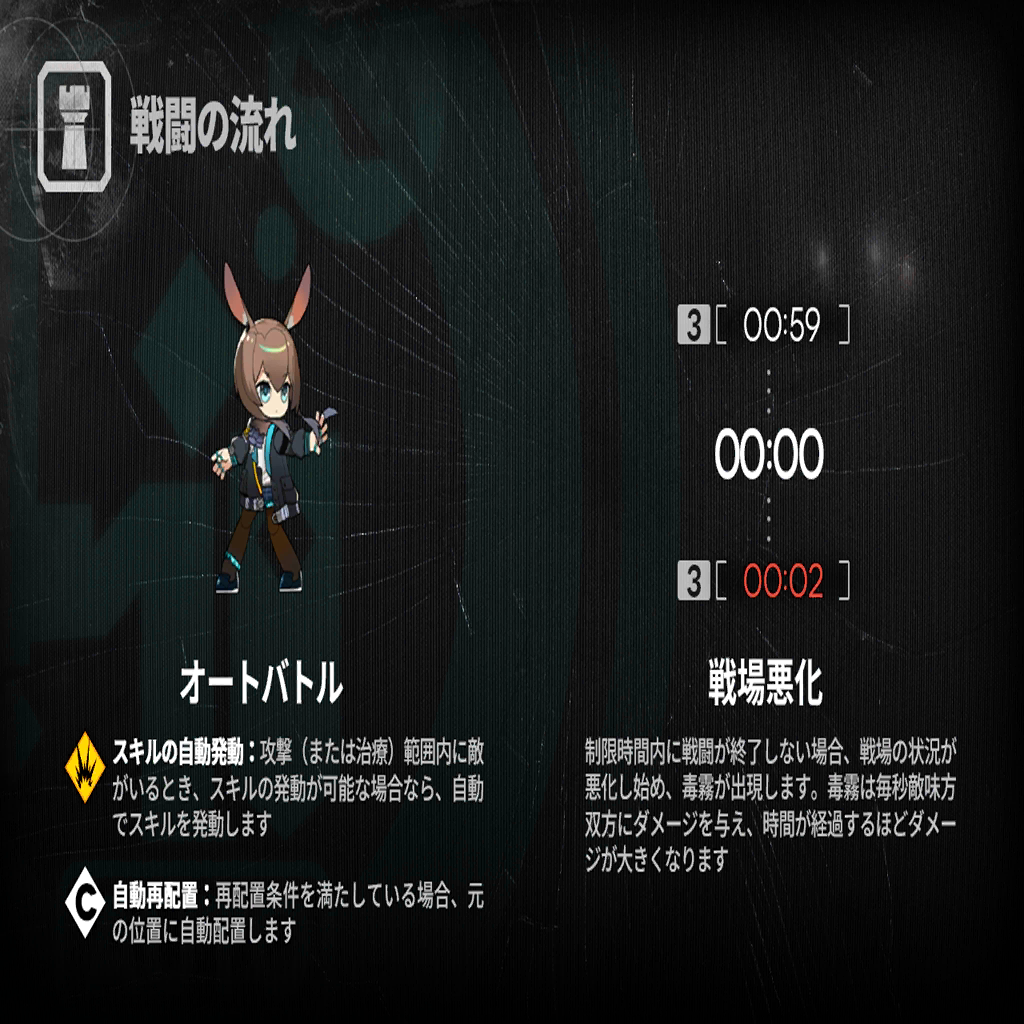 戦闘の流れ
3[ 00:59 ]
00:00
3[ 00:02 ]
オートバトル
スキルの自動発動：攻撃（または治療）範囲内に敵
がいるとき、スキルの発動が可能な場合なら、自動
でスキルを発動します
C 自動再配置：再配置条件を満たしている場合、元
の位置に自動配置します
戦場悪化
制限時間内に戦闘が終了しない場合、戦場の状況が
悪化し始め、毒霧が出現します。毒霧は毎秒敵味方
双方にダメージを与え、時間が経過するほどダメー
ジが大きくなります